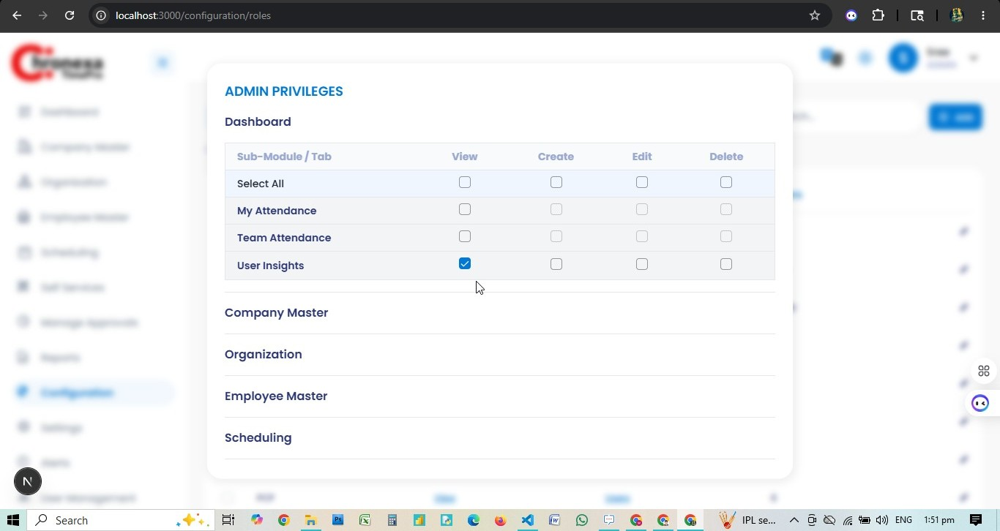 localhost:3000/configuration/roles
ADMIN PRIVILEGES
Dashboard
Sub-Module / Tab View Create Edit Delete
Select All
My Attendance
Team Attendance
User Insights
Company Master
Organization
Employee Master
Scheduling
Chronexa
Dashboard
Company Master
Organization
Employee Master
Scheduling
Self Services
Manage Approvals
Reports
Configuration
Settings
Alerts
User Management
N
Search
IPL se...
ENG
1:51 pm